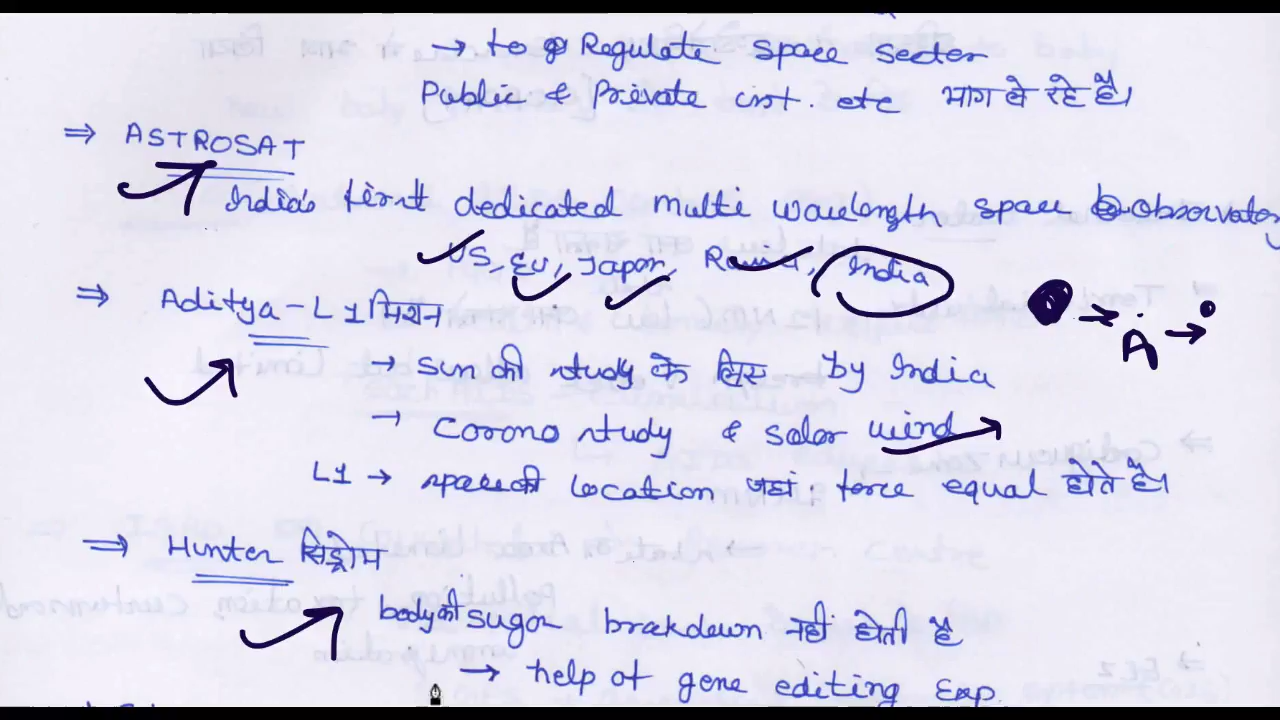 → to Regulate Space Sector
Public & Private inst. etc भाग ले रहे है।
⇒ ASTROSAT
India's first dedicated multi wavelength space Observatory
US, EU, Japan, Russia, India
⇒ Aditya-L1 मिशन
→ A →
→ Sun की study के लिए by India
→ Corono study & solar wind
L1 → space की location जहां force equal होते है।
⇒ Hunter सिंड्रोम
body की sugar breakdown नहीं होती है
→ help of gene editing Exp.